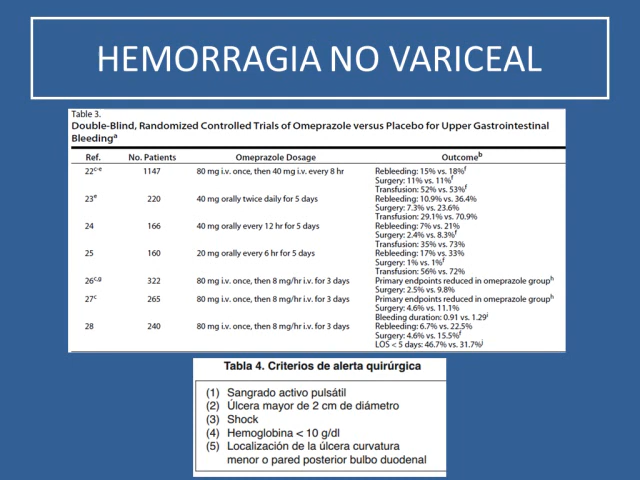 HEMORRAGIA NO VARICEAL
Table 3.
Double-Blind, Randomized Controlled Trials of Omeprazole versus Placebo for Upper Gastrointestinal
Bleedingᵃ
Ref. No. Patients Omeprazole Dosage Outcomeᵇ
22ᶜ⁻ᵉ 1147 80 mg i.v. once, then 40 mg i.v. every 8 hr Rebleeding: 15% vs. 18%ᶠ
Surgery: 11% vs. 11%ᶠ
Transfusion: 52% vs. 53%ᶠ
23ᵉ 220 40 mg orally twice daily for 5 days Rebleeding: 10.9% vs. 36.4%
Surgery: 7.3% vs. 23.6%
Transfusion: 29.1% vs. 70.9%
24 166 40 mg orally every 12 hr for 5 days Rebleeding: 7% vs. 21%
Surgery: 2.4% vs. 8.3%ᶠ
Transfusion: 35% vs. 73%
25 160 20 mg orally every 6 hr for 5 days Rebleeding: 17% vs. 33%
Surgery: 1% vs. 1%ᶠ
Transfusion: 56% vs. 72%
26ᶜ,ᵍ 322 80 mg i.v. once, then 8 mg/hr i.v. for 3 days Primary endpoints reduced in omeprazole groupʰ
Surgery: 2.5% vs. 9.8%
27ᶜ 265 80 mg i.v. once, then 8 mg/hr i.v. for 3 days Primary endpoints reduced in omeprazole groupʰ
Surgery: 4.6% vs. 11.1%
Bleeding duration: 0.91 vs. 1.29ⁱ
28 240 80 mg i.v. once, then 8 mg/hr i.v. for 3 days Rebleeding: 6.7% vs. 22.5%
Surgery: 4.6% vs. 15.5%ᶠ
LOS < 5 days: 46.7% vs. 31.7%ʲ
Tabla 4. Criterios de alerta quirúrgica
(1) Sangrado activo pulsátil
(2) Úlcera mayor de 2 cm de diámetro
(3) Shock
(4) Hemoglobina < 10 g/dl
(5) Localización de la úlcera curvatura
menor o pared posterior bulbo duodenal